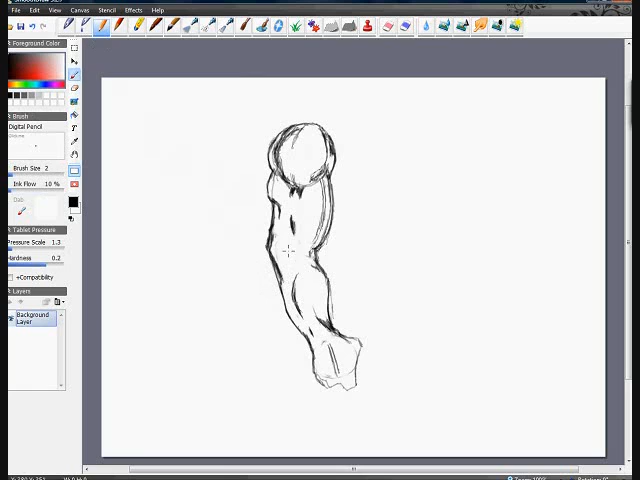 File Edit View Canvas Stencil Effects Help
Foreground Color
Brush
Digital Pencil
Brush Size 2
Ink Flow 10 %
Dab
Tablet Pressure
Pressure Scale 1.3
Hardness 0.2
+Compatibility
Layers
Background
Layer